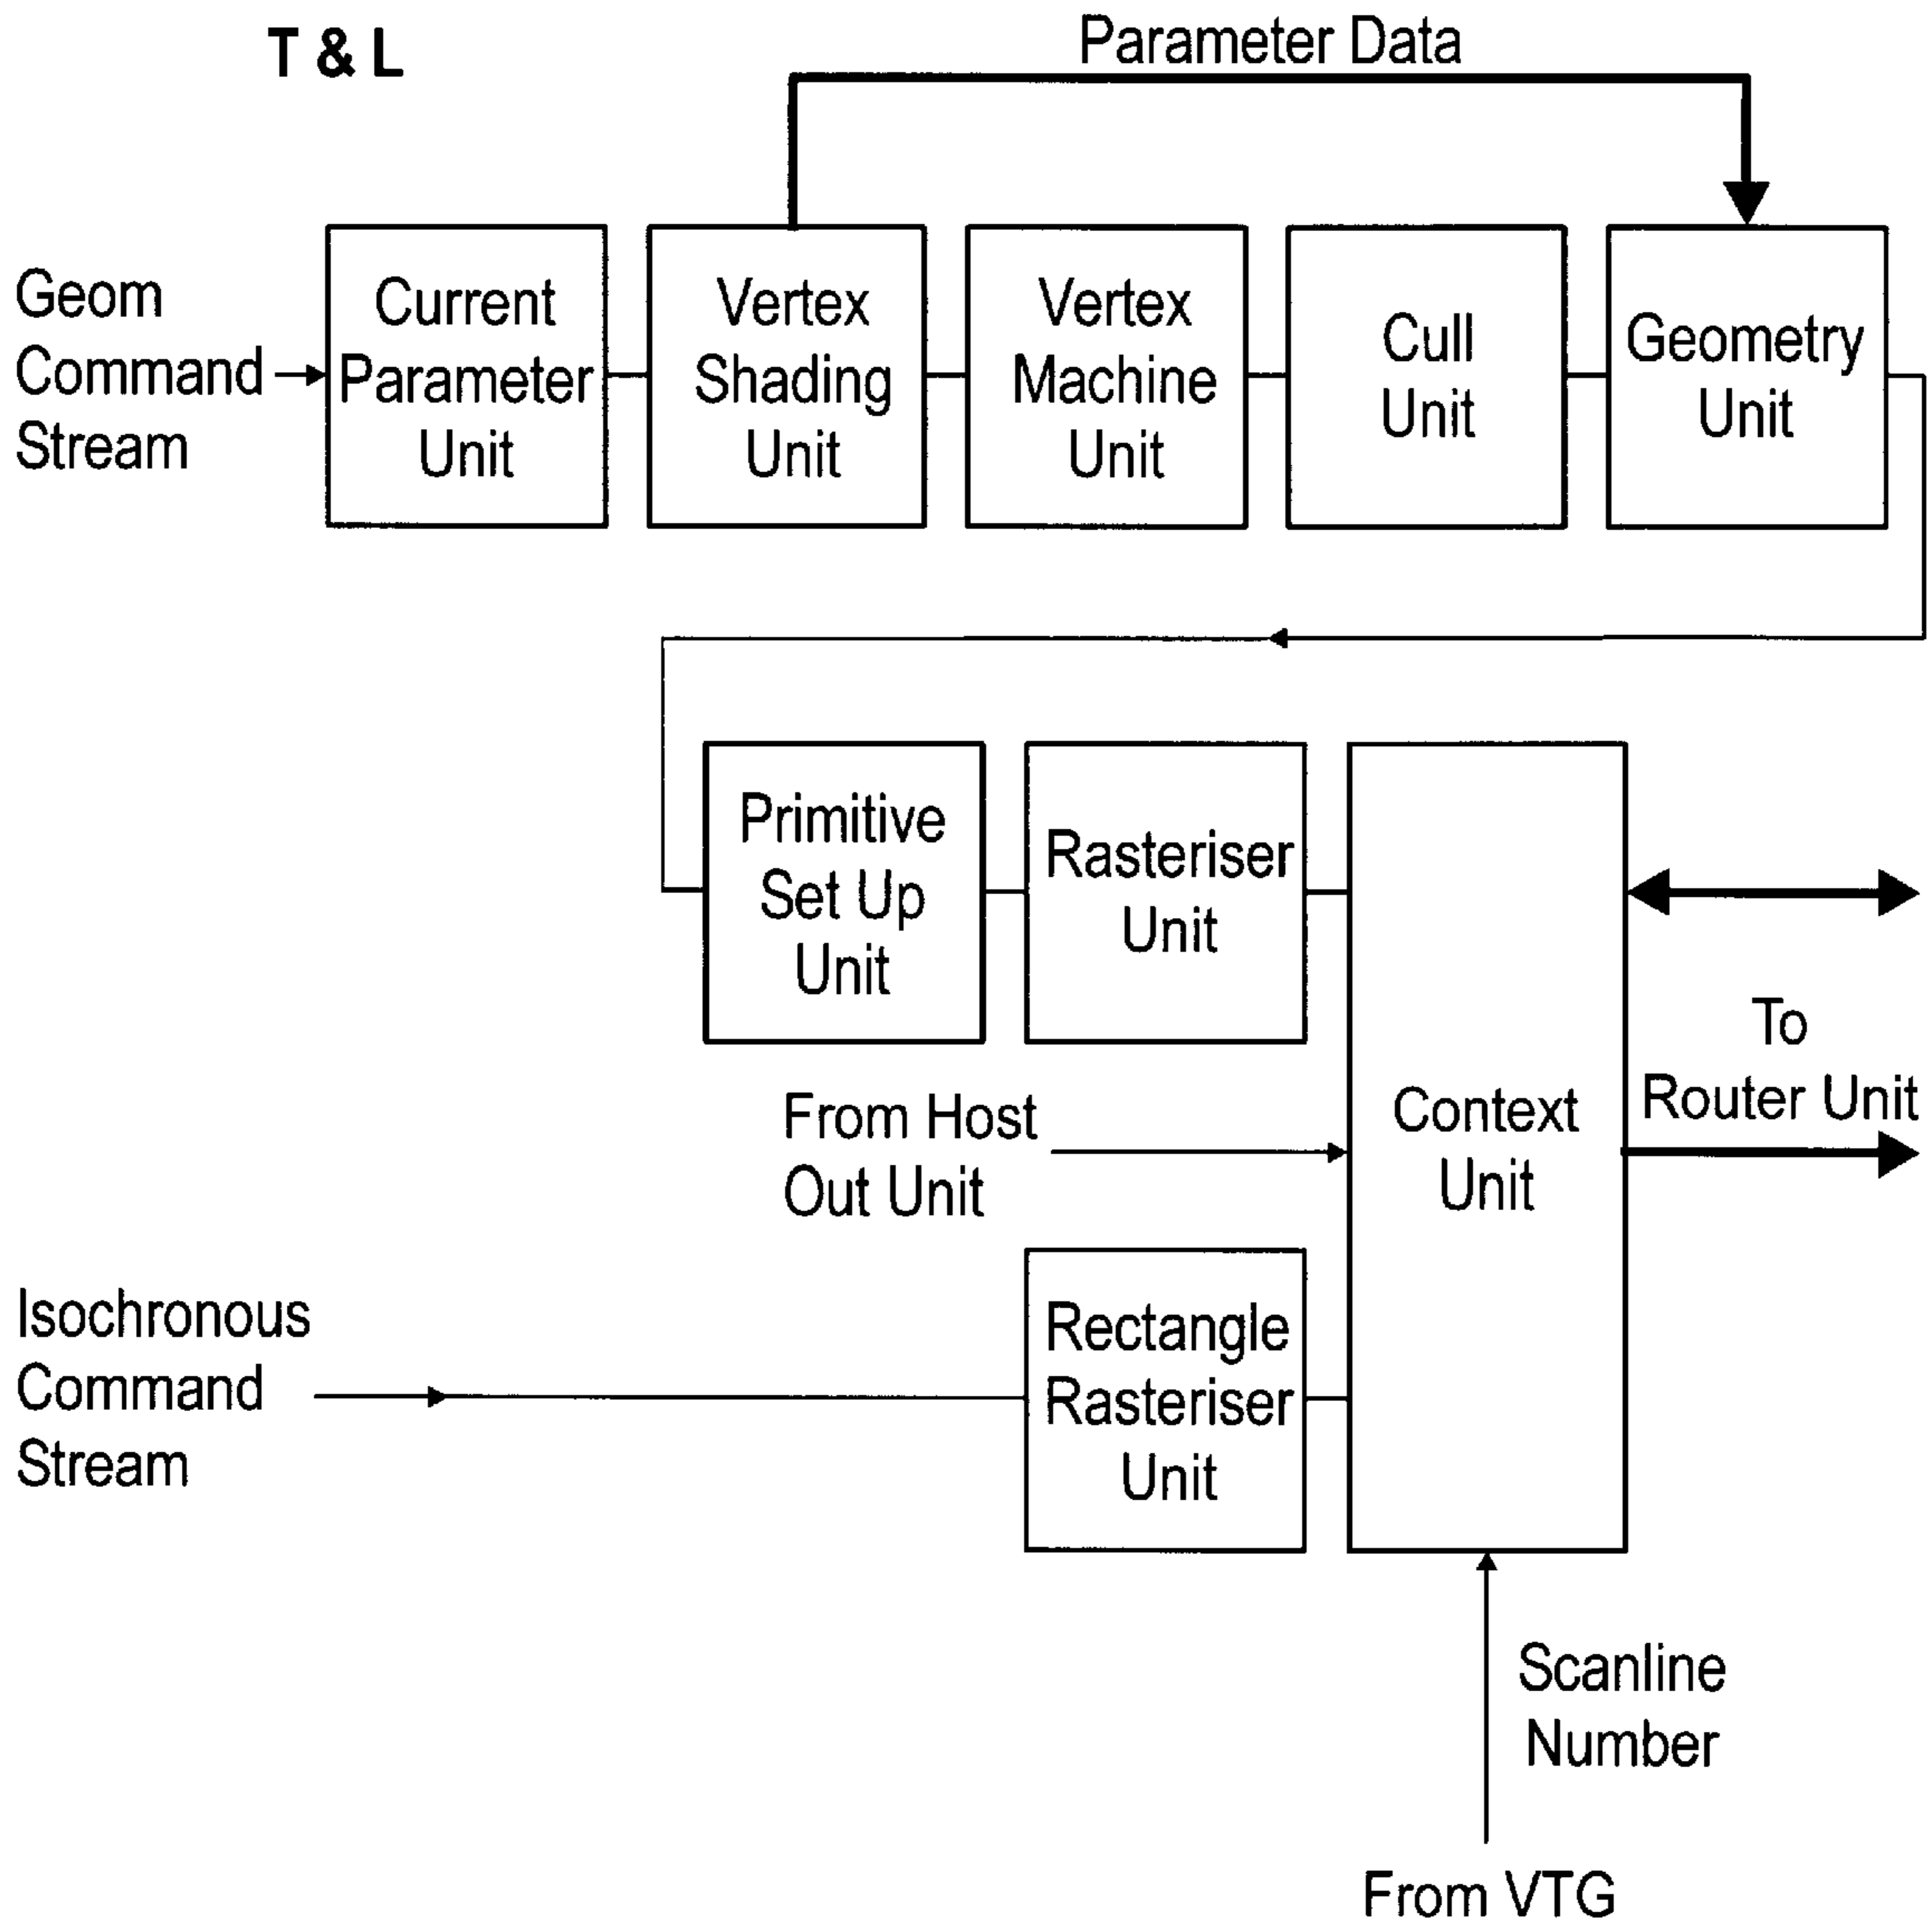 T & L
Parameter Data
Geom
Command
Stream
Current
Parameter
Unit
Vertex
Shading
Unit
Vertex
Machine
Unit
Cull
Unit
Geometry
Unit
Primitive
Set Up
Unit
Rasteriser
Unit
Context
Unit
To
Router Unit
From Host
Out Unit
Isochronous
Command
Stream
Rectangle
Rasteriser
Unit
Scanline
Number
From VTG